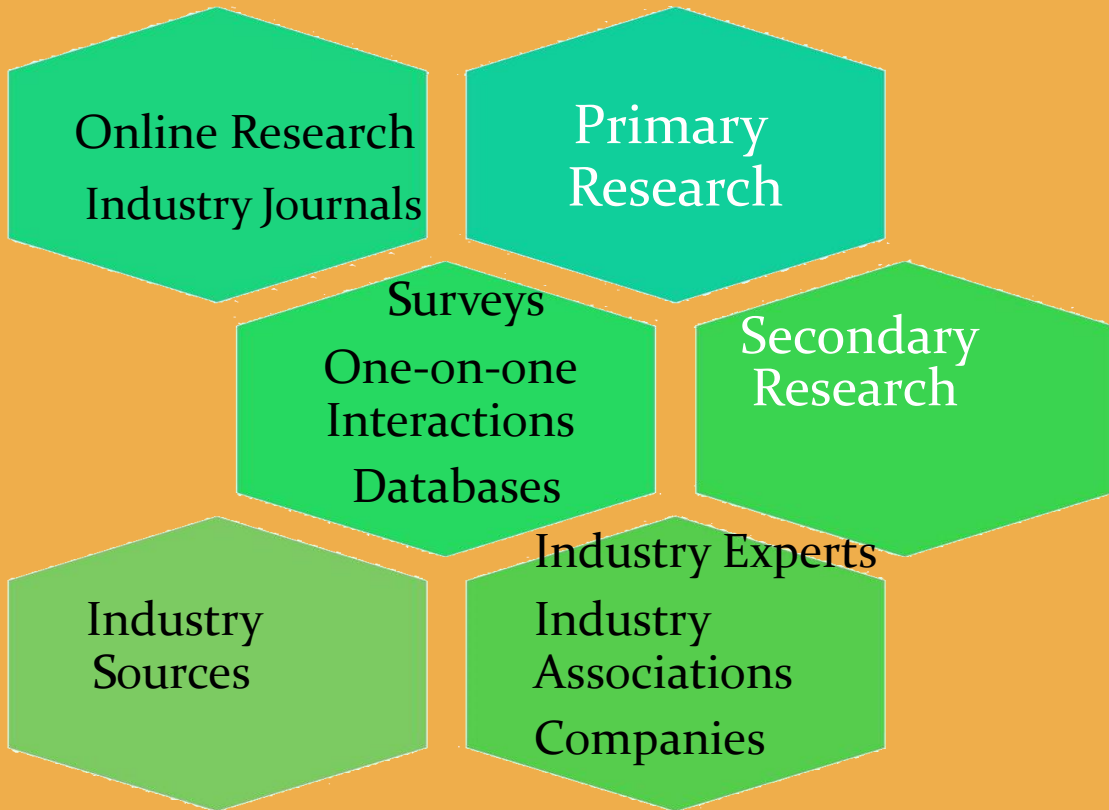 Online Research
Industry Journals
Primary
Research
Surveys
One-on-one
Interactions
Databases
Secondary
Research
Industry
Sources
Industry Experts
Industry
Associations
Companies